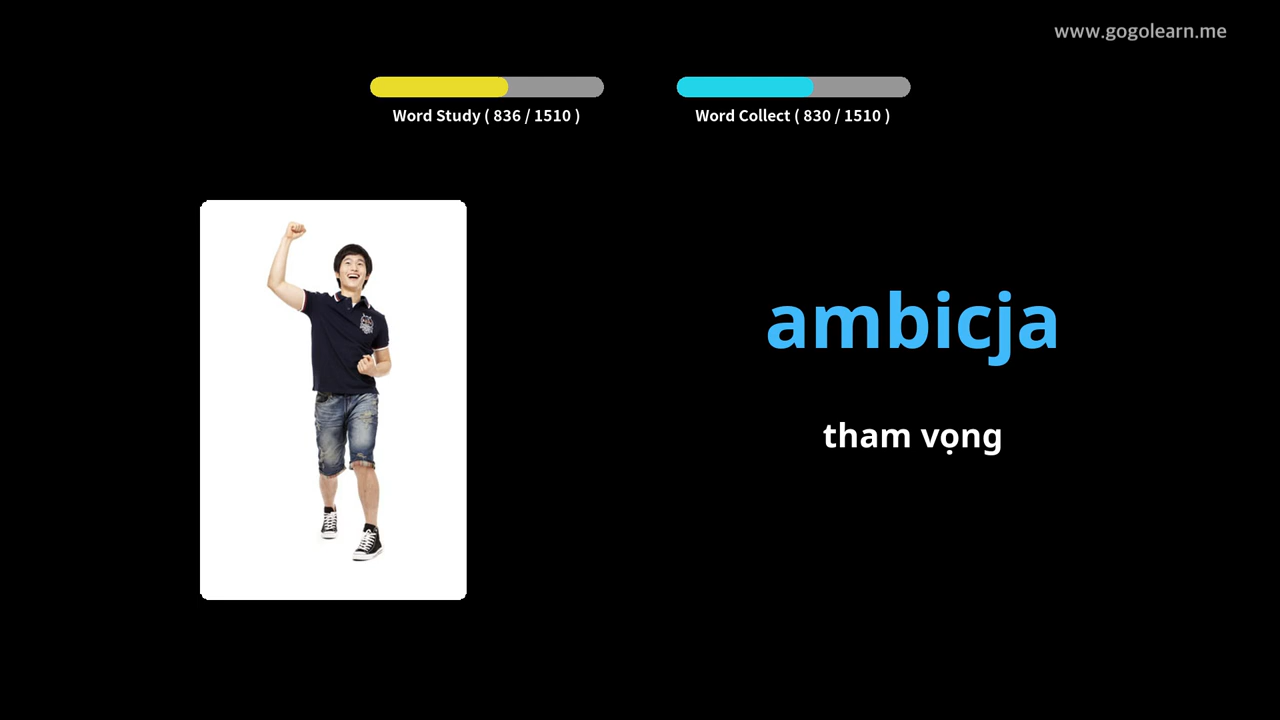 www.gogolearn.me
Word Study ( 836 / 1510 )
Word Collect ( 830 / 1510 )
ambicja
tham vọng